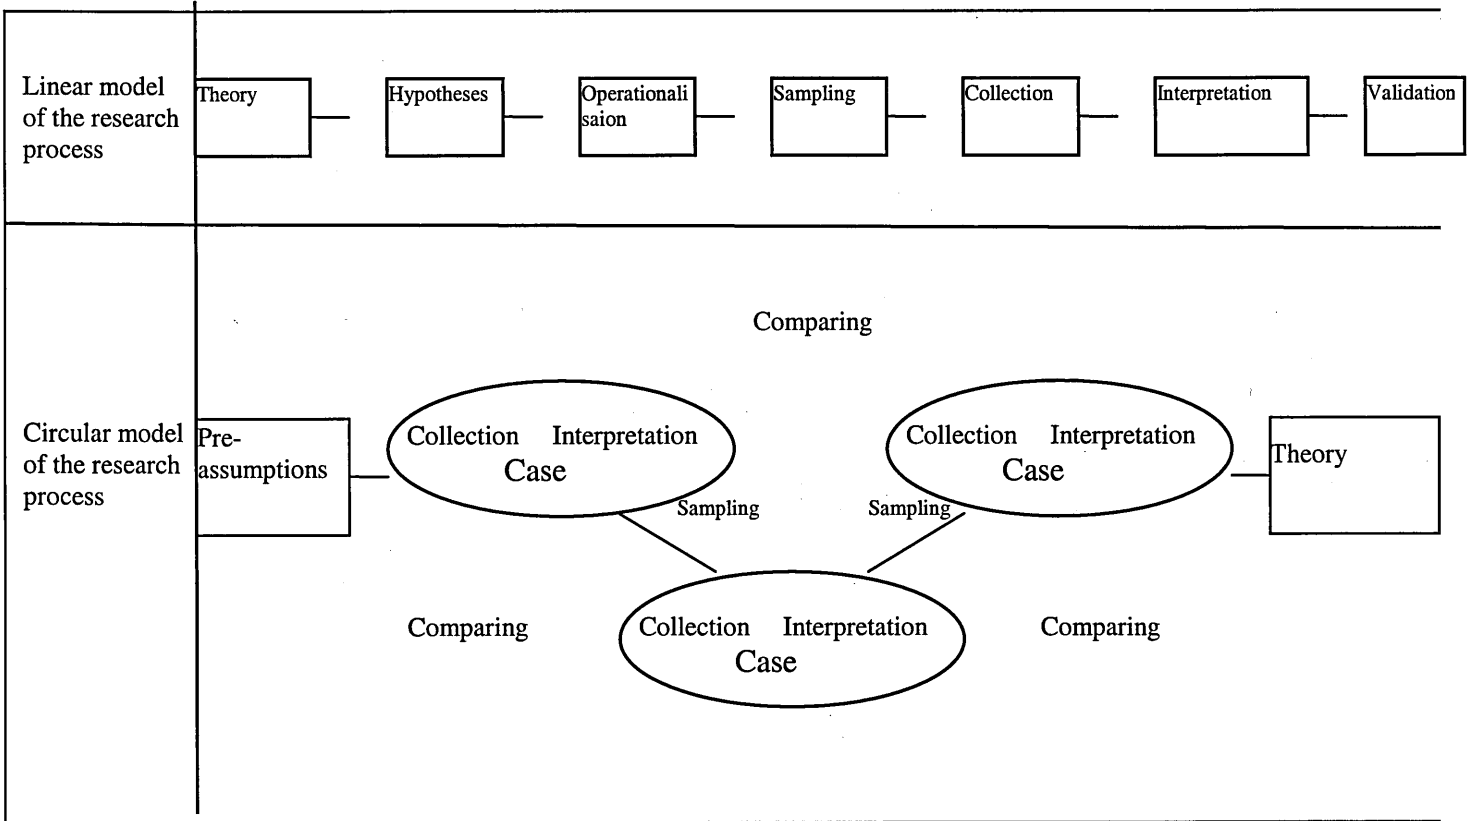 Linear model
of the research
process
Theory
Hypotheses
Operationali
saion
Sampling
Collection
Interpretation
Validation
Circular model
of the research
process
Comparing
Pre-
assumptions
Collection Interpretation
Case
Collection Interpretation
Case
Theory
Sampling
Sampling
Comparing
Collection Interpretation
Case
Comparing